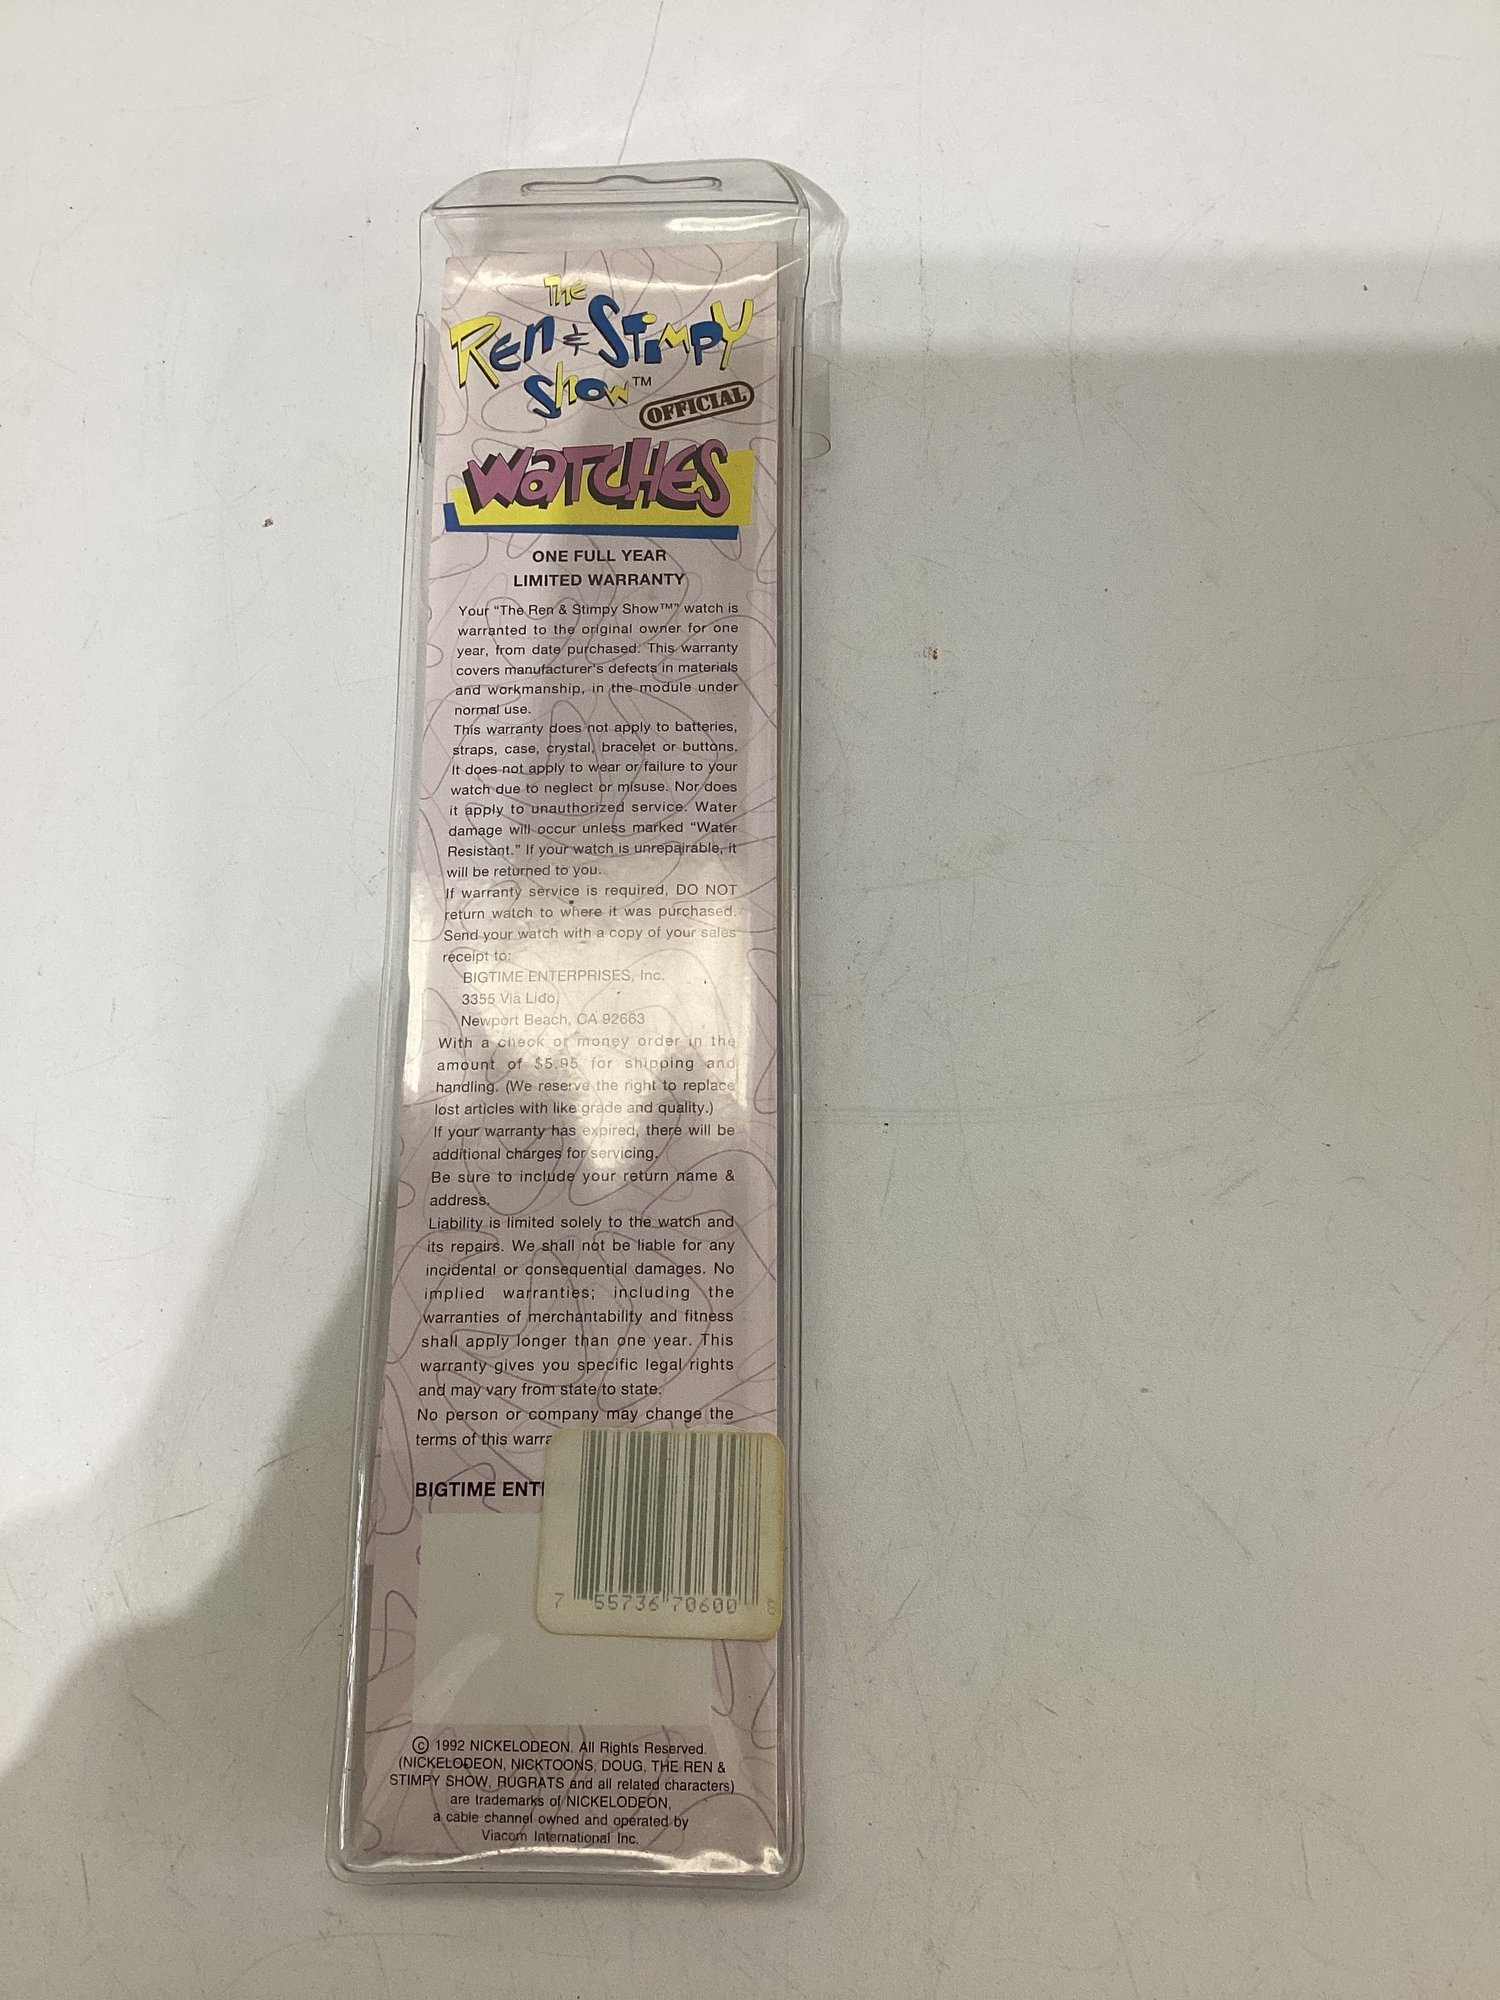 The
Ren & Stimpy
Show™
OFFICIAL
WATCHES
ONE FULL YEAR
LIMITED WARRANTY
Your “The Ren & Stimpy Show™” watch is
warranted to the original owner for one
year, from date purchased. This warranty
covers manufacturer's defects in materials
and workmanship, in the module under
normal use.
This warranty does not apply to batteries,
straps, case, crystal, bracelet or buttons.
It does not apply to wear or failure to your
watch due to neglect or misuse. Nor does
it apply to unauthorized service. Water
damage will occur unless marked “Water
Resistant.” If your watch is unrepairable, it
will be returned to you.
If warranty service is required, DO NOT
return watch to where it was purchased.
Send your watch with a copy of your sales
receipt to:
BIGTIME ENTERPRISES, Inc.
3355 Via Lido,
Newport Beach, CA 92663
With a check or money order in the
amount of $5.95 for shipping and
handling. (We reserve the right to replace
lost articles with like grade and quality.)
If your warranty has expired, there will be
additional charges for servicing.
Be sure to include your return name &
address.
Liability is limited solely to the watch and
its repairs. We shall not be liable for any
incidental or consequential damages. No
implied warranties; including the
warranties of merchantability and fitness
shall apply longer than one year. This
warranty gives you specific legal rights
and may vary from state to state.
No person or company may change the
terms of this warra
BIGTIME ENT
7 55736 70600 8
© 1992 NICKELODEON. All Rights Reserved.
(NICKELODEON, NICKTOONS, DOUG, THE REN &
STIMPY SHOW, RUGRATS and all related characters)
are trademarks of NICKELODEON,
a cable channel owned and operated by
Viacom International Inc.